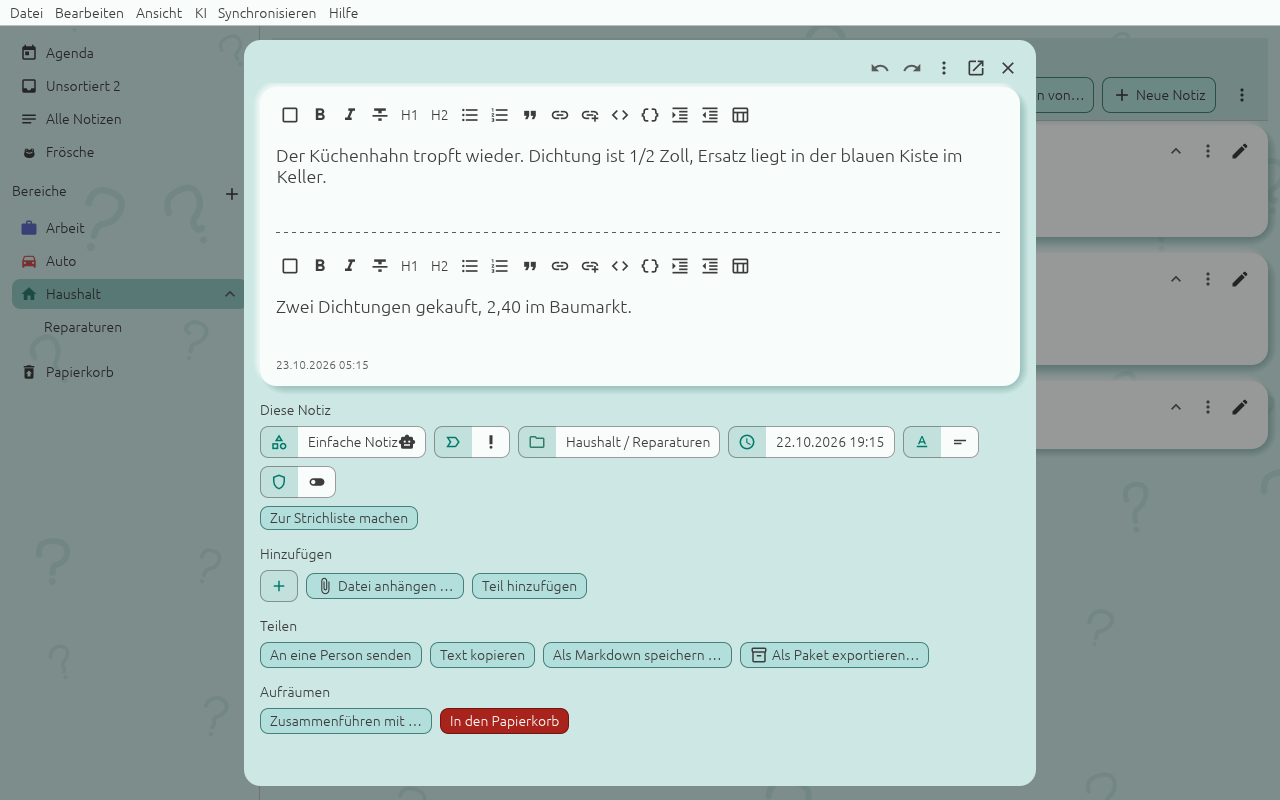 Datei Bearbeiten Ansicht KI Synchronisieren Hilfe
Agenda
Unsortiert 2
Alle Notizen
Frösche
Bereiche
Arbeit
Auto
Haushalt
Reparaturen
Papierkorb
n von…
Neue Notiz
B I H1 H2
Der Küchenhahn tropft wieder. Dichtung ist 1/2 Zoll, Ersatz liegt in der blauen Kiste im
Keller.
B I H1 H2
Zwei Dichtungen gekauft, 2,40 im Baumarkt.
23.10.2026 05:15
Diese Notiz
Einfache Notiz
Haushalt / Reparaturen
22.10.2026 19:15
Zur Strichliste machen
Hinzufügen
Datei anhängen …
Teil hinzufügen
Teilen
An eine Person senden
Text kopieren
Als Markdown speichern …
Als Paket exportieren…
Aufräumen
Zusammenführen mit …
In den Papierkorb